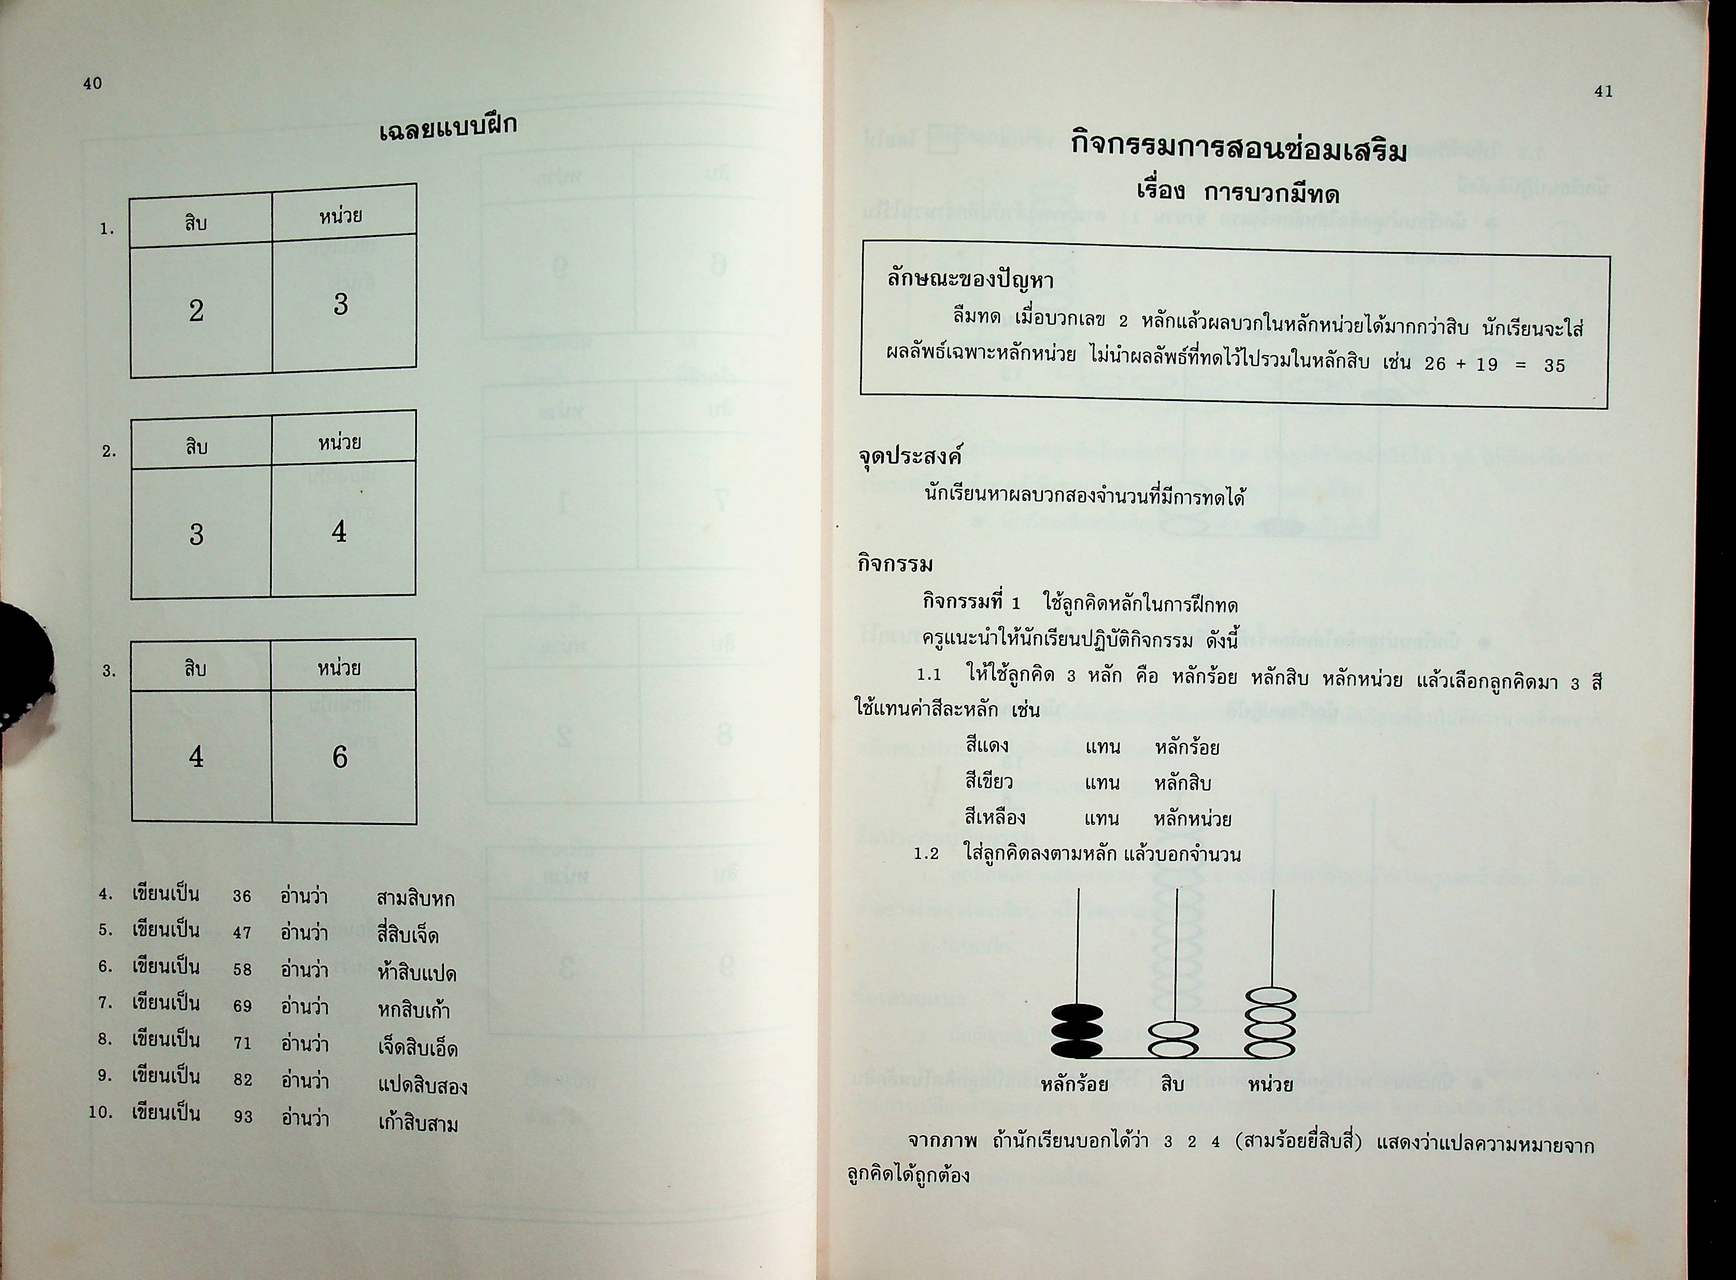 40
เฉลยแบบฝึก
1. สิบ หน่วย
2 3
2. สิบ หน่วย
3 4
3. สิบ หน่วย
4 6
4. เขียนเป็น 36 อ่านว่า สามสิบหก
5. เขียนเป็น 47 อ่านว่า สี่สิบเจ็ด
6. เขียนเป็น 58 อ่านว่า ห้าสิบแปด
7. เขียนเป็น 69 อ่านว่า หกสิบเก้า
8. เขียนเป็น 71 อ่านว่า เจ็ดสิบเอ็ด
9. เขียนเป็น 82 อ่านว่า แปดสิบสอง
10. เขียนเป็น 93 อ่านว่า เก้าสิบสาม
41
กิจกรรมการสอนซ่อมเสริม
เรื่อง การบวกมีทด
ลักษณะของปัญหา
ลืมทด เมื่อบวกเลข 2 หลักแล้วผลบวกในหลักหน่วยได้มากกว่าสิบ นักเรียนจะใส่
ผลลัพธ์เฉพาะหลักหน่วย ไม่นำผลลัพธ์ที่ทดไว้ไปรวมในหลักสิบ เช่น 26 + 19 = 35
จุดประสงค์
นักเรียนหาผลบวกสองจำนวนที่มีการทดได้
กิจกรรม
กิจกรรมที่ 1 ใช้ลูกคิดหลักในการฝึกทด
ครูแนะนำให้นักเรียนปฏิบัติกิจกรรม ดังนี้
1.1 ให้ใช้ลูกคิด 3 หลัก คือ หลักร้อย หลักสิบ หลักหน่วย แล้วเลือกลูกคิดมา 3 สี
ใช้แทนค่าสีละหลัก เช่น
สีแดง แทน หลักร้อย
สีเขียว แทน หลักสิบ
สีเหลือง แทน หลักหน่วย
1.2 ใส่ลูกคิดลงตามหลัก แล้วบอกจำนวน
หลักร้อย สิบ หน่วย
จากภาพ ถ้านักเรียนบอกได้ว่า 3 2 4 (สามร้อยยี่สิบสี่) แสดงว่าแปลความหมายจาก
ลูกคิดได้ถูกต้อง